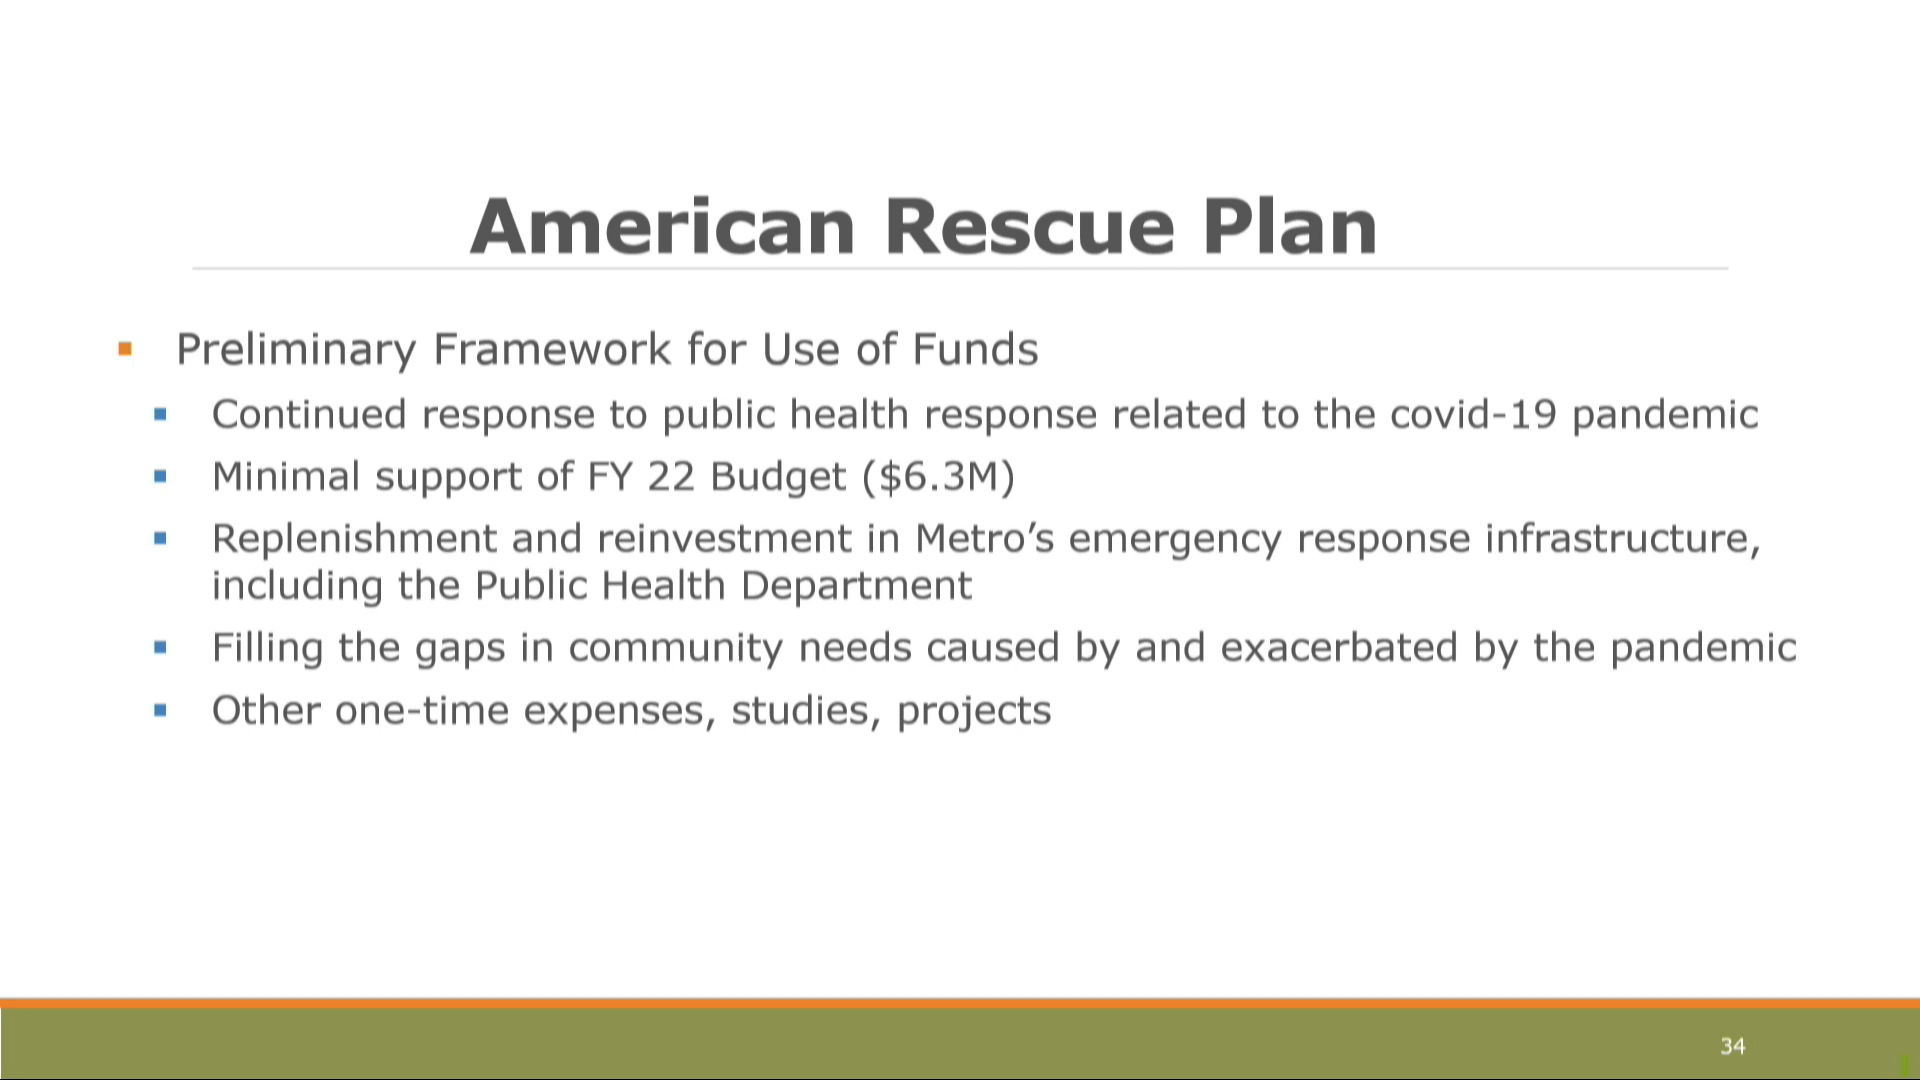 American Rescue Plan
Preliminary Framework for Use of Funds
Continued response to public health response related to the covid-19 pandemic
Minimal support of FY 22 Budget ($6.3M)
Replenishment and reinvestment in Metro’s emergency response infrastructure,
including the Public Health Department
Filling the gaps in community needs caused by and exacerbated by the pandemic
Other one-time expenses, studies, projects
34